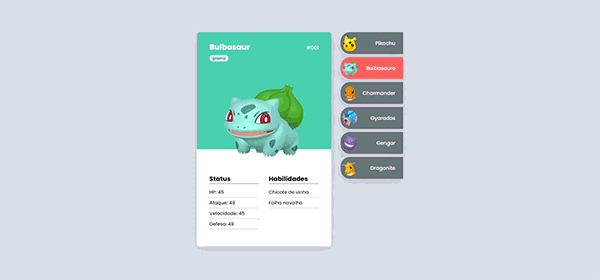 Bulbasaur
#001
grama
Status
HP: 45
Ataque: 49
Velocidade: 45
Defesa: 49
Habilidades
Chicote de vinha
Folha navalha
Pikachu
Bulbasauro
Charmander
Gyarados
Gengar
Dragonite